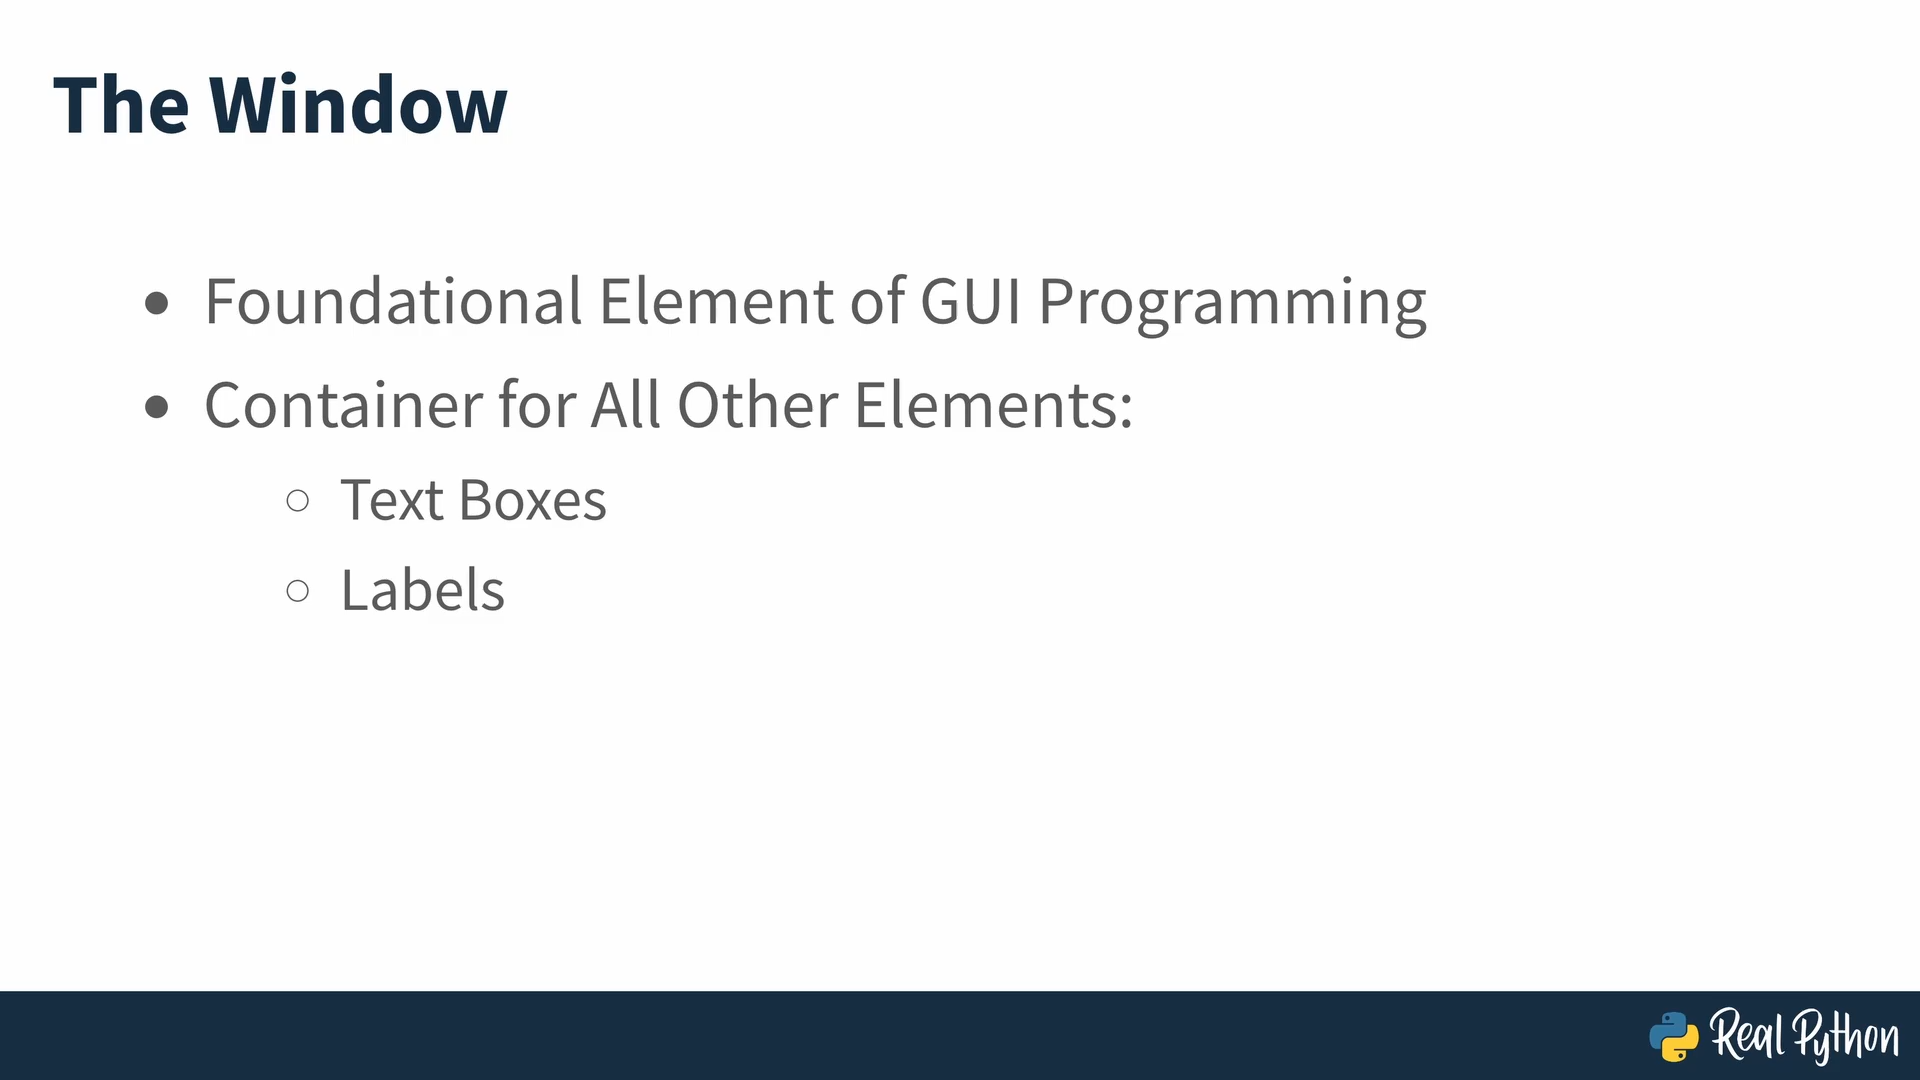 The Window
• Foundational Element of GUI Programming
• Container for All Other Elements:
○ Text Boxes
○ Labels
Real Python